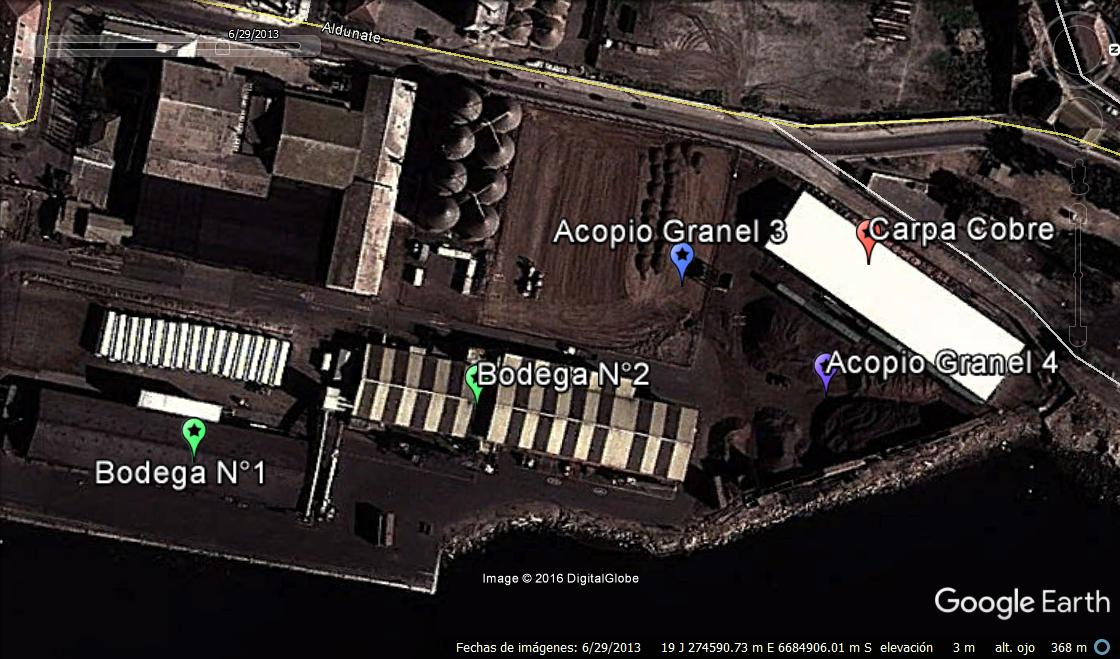 6/29/2013
Aldunate
Acopio Granel 3
Carpa Cobre
Acopio Granel 4
Bodega N°2
Bodega N°1
Image © 2016 DigitalGlobe
Google Earth
Fechas de imágenes: 6/29/2013 19 J 274590.73 m E 6684906.01 m S elevación 3 m alt. ojo 368 m